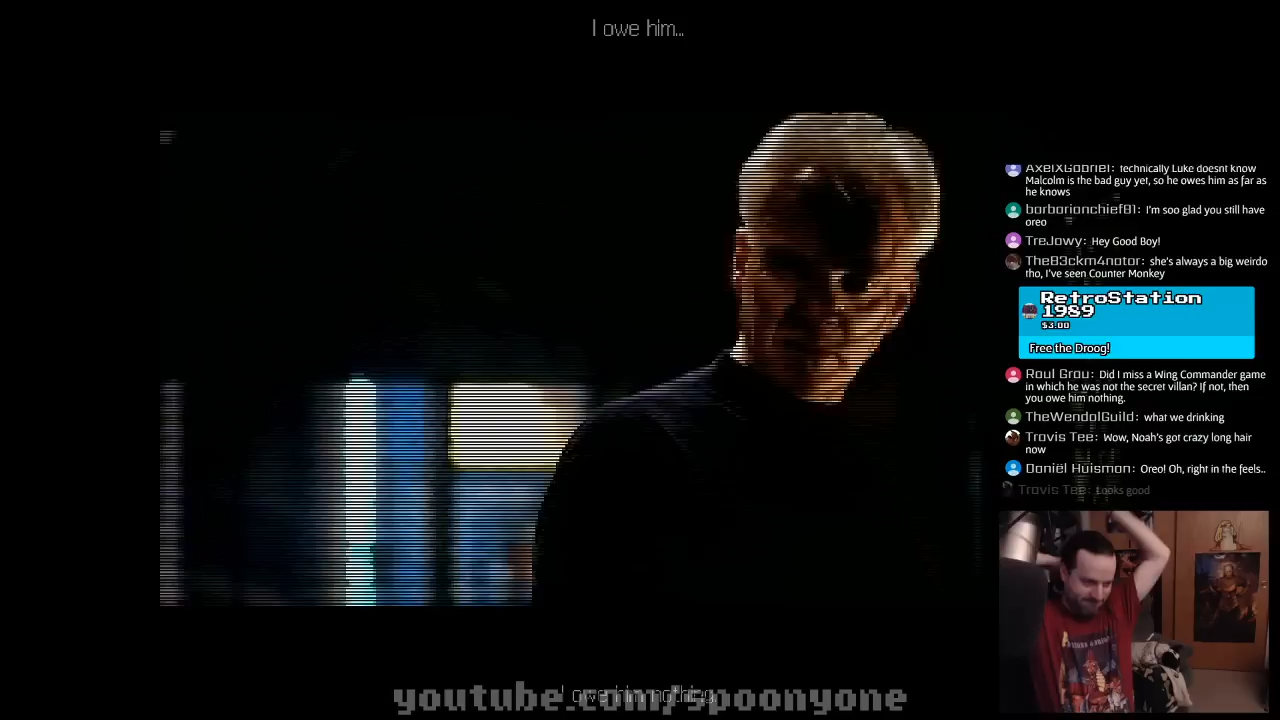 I owe him...
AxelXGabriel: Technically Luke doesnt know
Malcolm is the bad guy yet, so he owes him as far as
he knows
barbarianchief81: I'm soo glad you still have
oreo
TreJowy: Hey Good Boy!
The83ckm4nator: she's always a big weirdo
tho, I've seen Counter Monkey
RetroStation
1989
$3.00
Free the Droog!
Raul Grau: Did I miss a Wing Commander game
in which he was not the secret villan? If not, then
you owe him nothing.
TheWendolGuild: what we drinking
Travis Tee: Wow, Noah's got crazy long hair
now
Daniël Huisman: Oreo! Oh, right in the feels..
Travis Tee: Looks good
I owe him nothing.
youtube.com/spoonyone